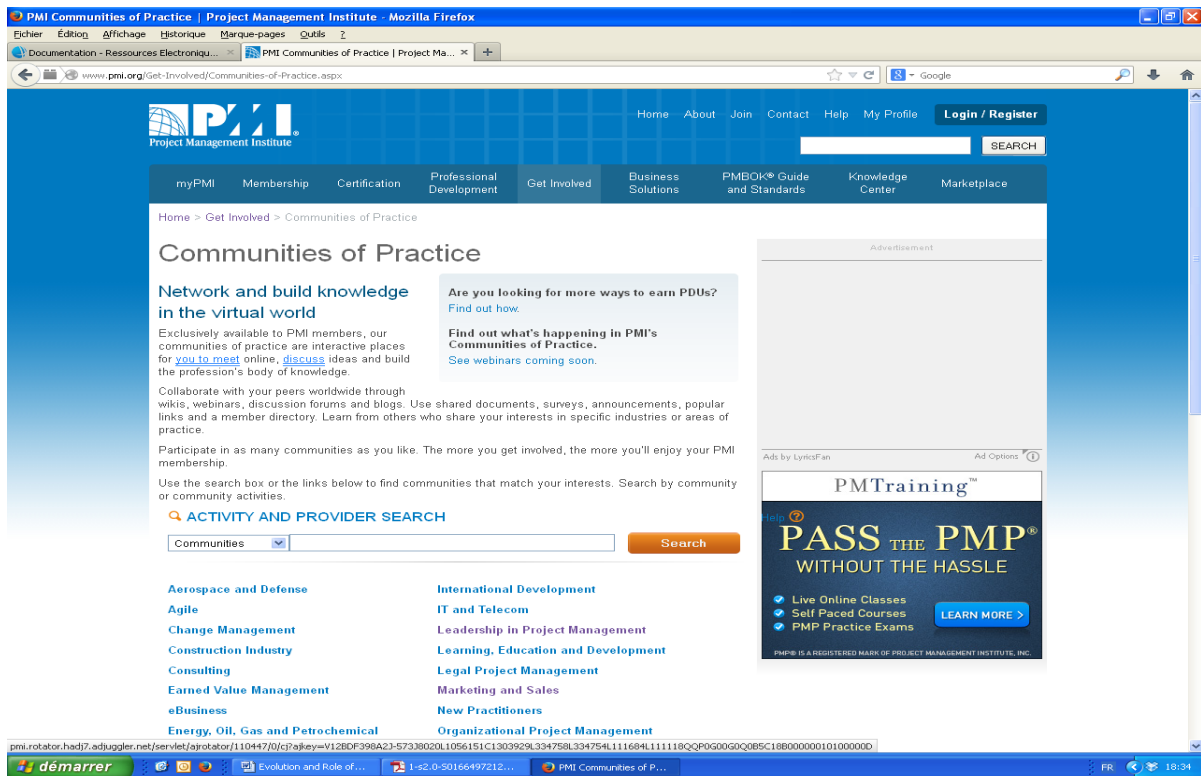 PMI Communities of Practice | Project Management Institute - Mozilla Firefox
Fichier Édition Affichage Historique Marque-pages Outils ?
Documentation - Ressources Electroniqu... PMI Communities of Practice | Project Ma...
www.pmi.org/Get-Involved/Communities-of-Practice.aspx
Google
PMI
Project Management Institute
Home About Join Contact Help My Profile Login / Register
SEARCH
myPMI Membership Certification Professional Development Get Involved Business Solutions PMBOK® Guide and Standards Knowledge Center Marketplace
Home > Get Involved > Communities of Practice
Communities of Practice
Network and build knowledge
in the virtual world
Exclusively available to PMI members, our
communities of practice are interactive places
for you to meet online, discuss ideas and build
the profession's body of knowledge.
Are you looking for more ways to earn PDUs?
Find out how.
Find out what's happening in PMI's
Communities of Practice.
See webinars coming soon.
Collaborate with your peers worldwide through
wikis, webinars, discussion forums and blogs. Use shared documents, surveys, announcements, popular
links and a member directory. Learn from others who share your interests in specific industries or areas of
practice.
Participate in as many communities as you like. The more you get involved, the more you'll enjoy your PMI
membership.
Use the search box or the links below to find communities that match your interests. Search by community
or community activities.
ACTIVITY AND PROVIDER SEARCH
Communities Search
Aerospace and Defense
Agile
Change Management
Construction Industry
Consulting
Earned Value Management
eBusiness
Energy, Oil, Gas and Petrochemical
International Development
IT and Telecom
Leadership in Project Management
Learning, Education and Development
Legal Project Management
Marketing and Sales
New Practitioners
Organizational Project Management
Advertisement
Ads by LyricsFan Ad Options
PMTraining™
Help
PASS THE PMP®
WITHOUT THE HASSLE
Live Online Classes
Self Paced Courses
PMP Practice Exams
LEARN MORE >
PMP® IS A REGISTERED MARK OF PROJECT MANAGEMENT INSTITUTE, INC.
démarrer Evolution and Role of... 1-s2.0-S0166497212... PMI Communities of P... FR 18:34